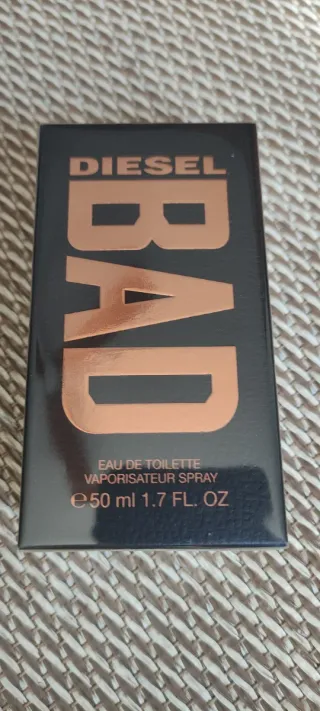 DIESEL
BAD
EAU DE TOILETTE
VAPORISATEUR SPRAY
℮ 50 ml 1.7 FL. OZ